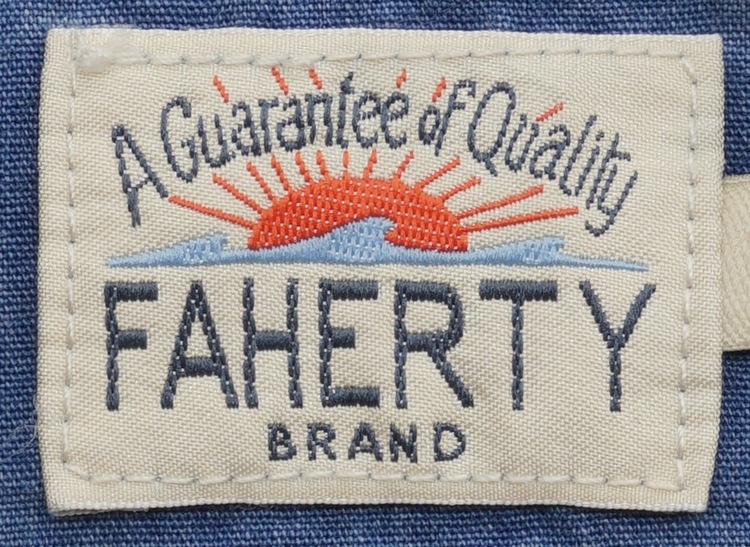 A Guarantee of Quality
FAHERTY
BRAND